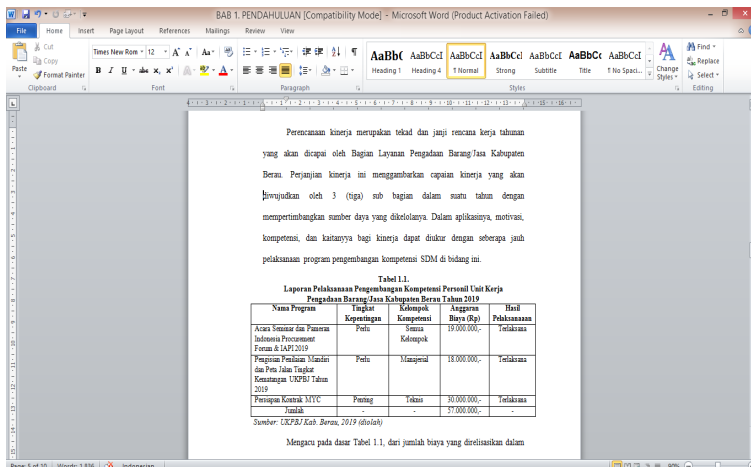 BAB 1. PENDAHULUAN [Compatibility Mode] - Microsoft Word (Product Activation Failed)
File Home Insert Page Layout References Mailings Review View
Cut
Copy
Format Painter
Paste
Clipboard
Times New Rom 12
Font
Paragraph
AaBb( AaBbCcI AaBbCcI AaBbCcl AaBbCcI AaBbCc AaBbCcI
Heading 1 Heading 4 ¶ Normal Strong Subtitle Title ¶ No Spaci...
Change Styles
Styles
Find
Replace
Select
Editing
Perencanaan kinerja merupakan tekad dan janji rencana kerja tahunan
yang akan dicapai oleh Bagian Layanan Pengadaan Barang/Jasa Kabupaten
Berau. Perjanjian kinerja ini menggambarkan capaian kinerja yang akan
diwujudkan oleh 3 (tiga) sub bagian dalam suatu tahun dengan
mempertimbangkan sumber daya yang dikelolanya. Dalam aplikasinya, motivasi,
kompetensi, dan kaitanyya bagi kinerja dapat diukur dengan seberapa jauh
pelaksanaan program pengembangan kompetensi SDM di bidang ini.
Tabel 1.1.
Laporan Pelaksanaan Pengembangan Kompetensi Personil Unit Kerja
Pengadaan Barang/Jasa Kabupaten Berau Tahun 2019
Nama Program Tingkat Kelompok Anggaran Hasil
Kepentingan Kompetensi Biaya (Rp) Pelaksanaaan
Acara Seminar dan Pameran Perlu Semua 19.000.000,- Terlaksana
Indonesia Procurement Kelompok
Forum & IAPI 2019
Pengisian Penilaian Mandiri Perlu Manajerial 18.000.000,- Terlaksana
dan Peta Jalan Tingkat
Kematangan UKPBJ Tahun
2019
Persiapan Kontrak MYC Penting Teknis 30.000.000,- Terlaksana
Jumlah - - 57.000.000,- -
Sumber: UKPBJ Kab. Berau, 2019 (diolah)
Mengacu pada dasar Tabel 1.1, dari jumlah biaya yang direlisasikan dalam
Page: 5 of 10 Words: 1.836 Indonesian 90%